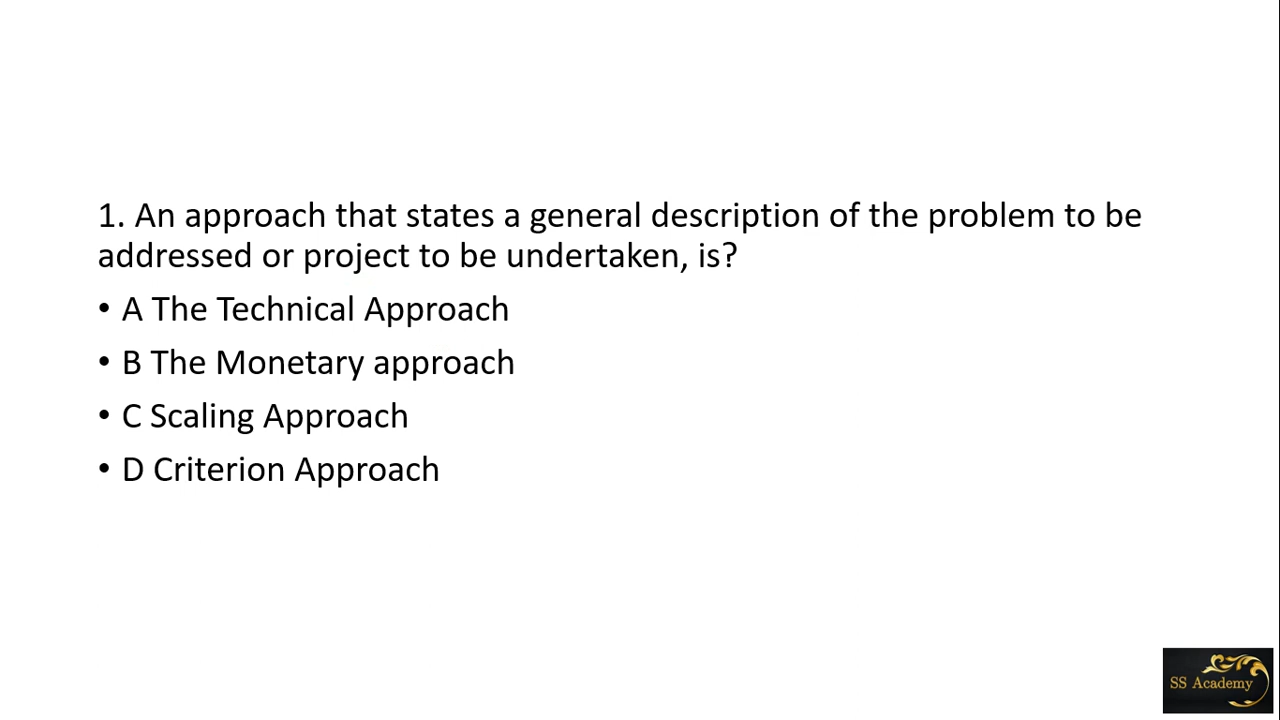 1. An approach that states a general description of the problem to be
addressed or project to be undertaken, is?
• A The Technical Approach
• B The Monetary approach
• C Scaling Approach
• D Criterion Approach
SS Academy